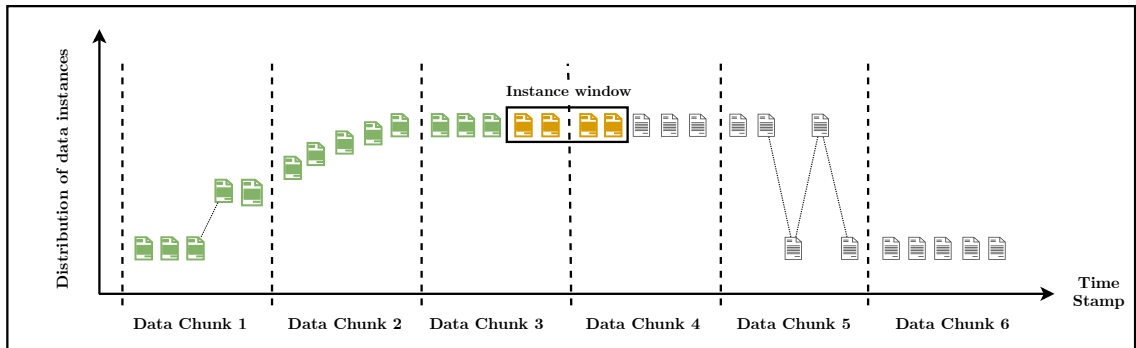 Distribution of data instances
Instance window
Time
Stamp
Data Chunk 1
Data Chunk 2
Data Chunk 3
Data Chunk 4
Data Chunk 5
Data Chunk 6